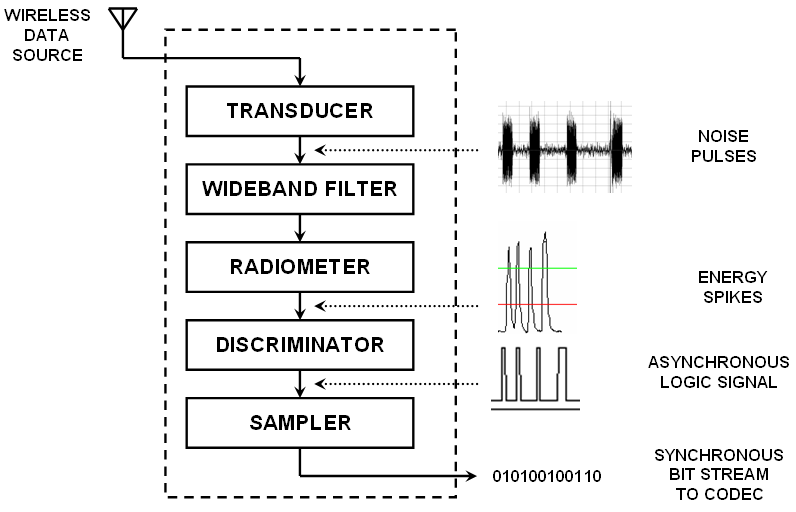 WIRELESS
DATA
SOURCE
TRANSDUCER
NOISE
PULSES
WIDEBAND FILTER
RADIOMETER
ENERGY
SPIKES
DISCRIMINATOR
ASYNCHRONOUS
LOGIC SIGNAL
SAMPLER
010100100110
SYNCHRONOUS
BIT STREAM
TO CODEC